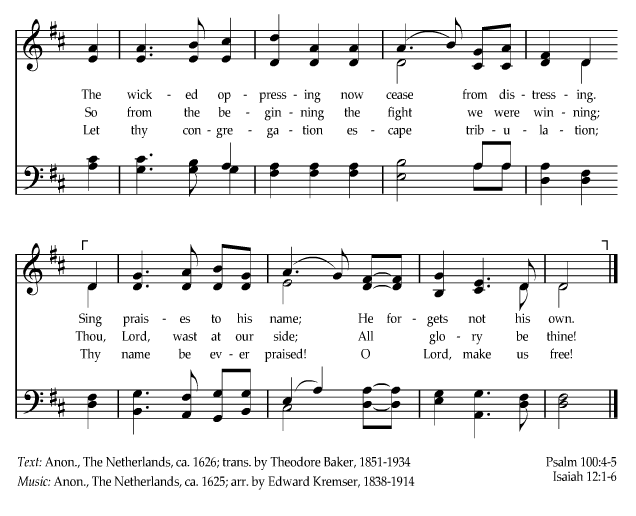 The wick - ed op - press - ing now cease from dis - tress - ing.
So from the be - gin - ning the fight we were win - ning;
Let thy con - gre - ga - tion es - cape trib - u - la - tion;
Sing prais - es to his name; He for - gets not his own.
Thou, Lord, wast at our side; All glo - ry be thine!
Thy name be ev - er praised! O Lord, make us free!
Text: Anon., The Netherlands, ca. 1626; trans. by Theodore Baker, 1851-1934
Psalm 100:4-5
Music: Anon., The Netherlands, ca. 1625; arr. by Edward Kremser, 1838-1914
Isaiah 12:1-6